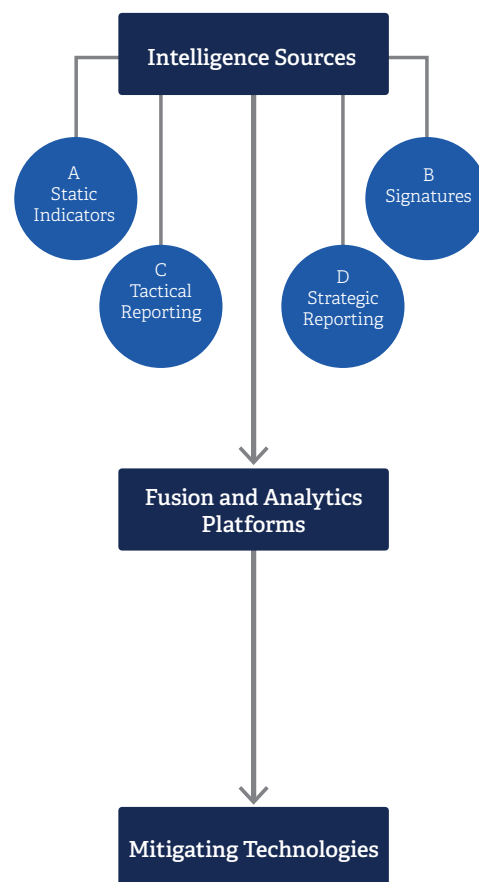 Intelligence Sources
A
Static
Indicators
B
Signatures
C
Tactical
Reporting
D
Strategic
Reporting
Fusion and Analytics
Platforms
Mitigating Technologies